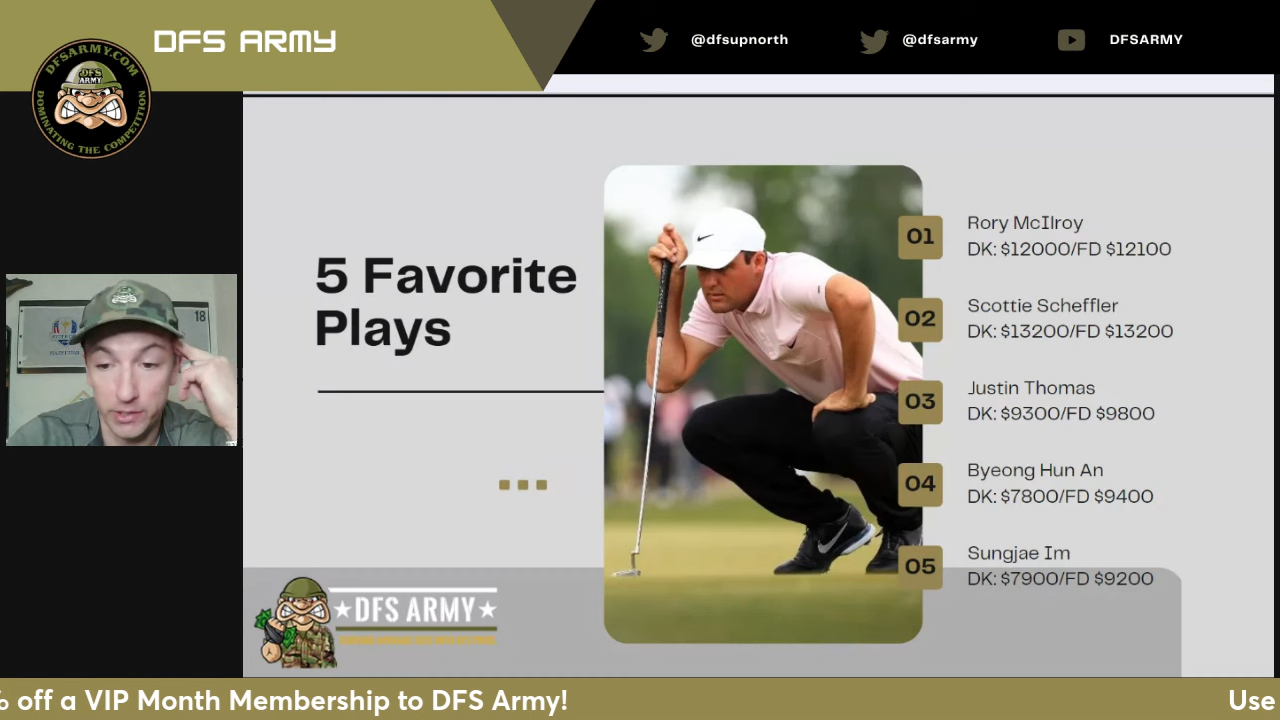 DFS ARMY
@dfsupnorth
@dfsarmy
DFSARMY
DFSARMY.COM
DFS
ARMY
DOMINATING THE COMPETITION
18
5 Favorite
Plays
01
Rory McIlroy
DK: $12000/FD $12100
02
Scottie Scheffler
DK: $13200/FD $13200
03
Justin Thomas
DK: $9300/FD $9800
04
Byeong Hun An
DK: $7800/FD $9400
05
Sungjae Im
DK: $7900/FD $9200
DFS ARMY
% off a VIP Month Membership to DFS Army!
Use